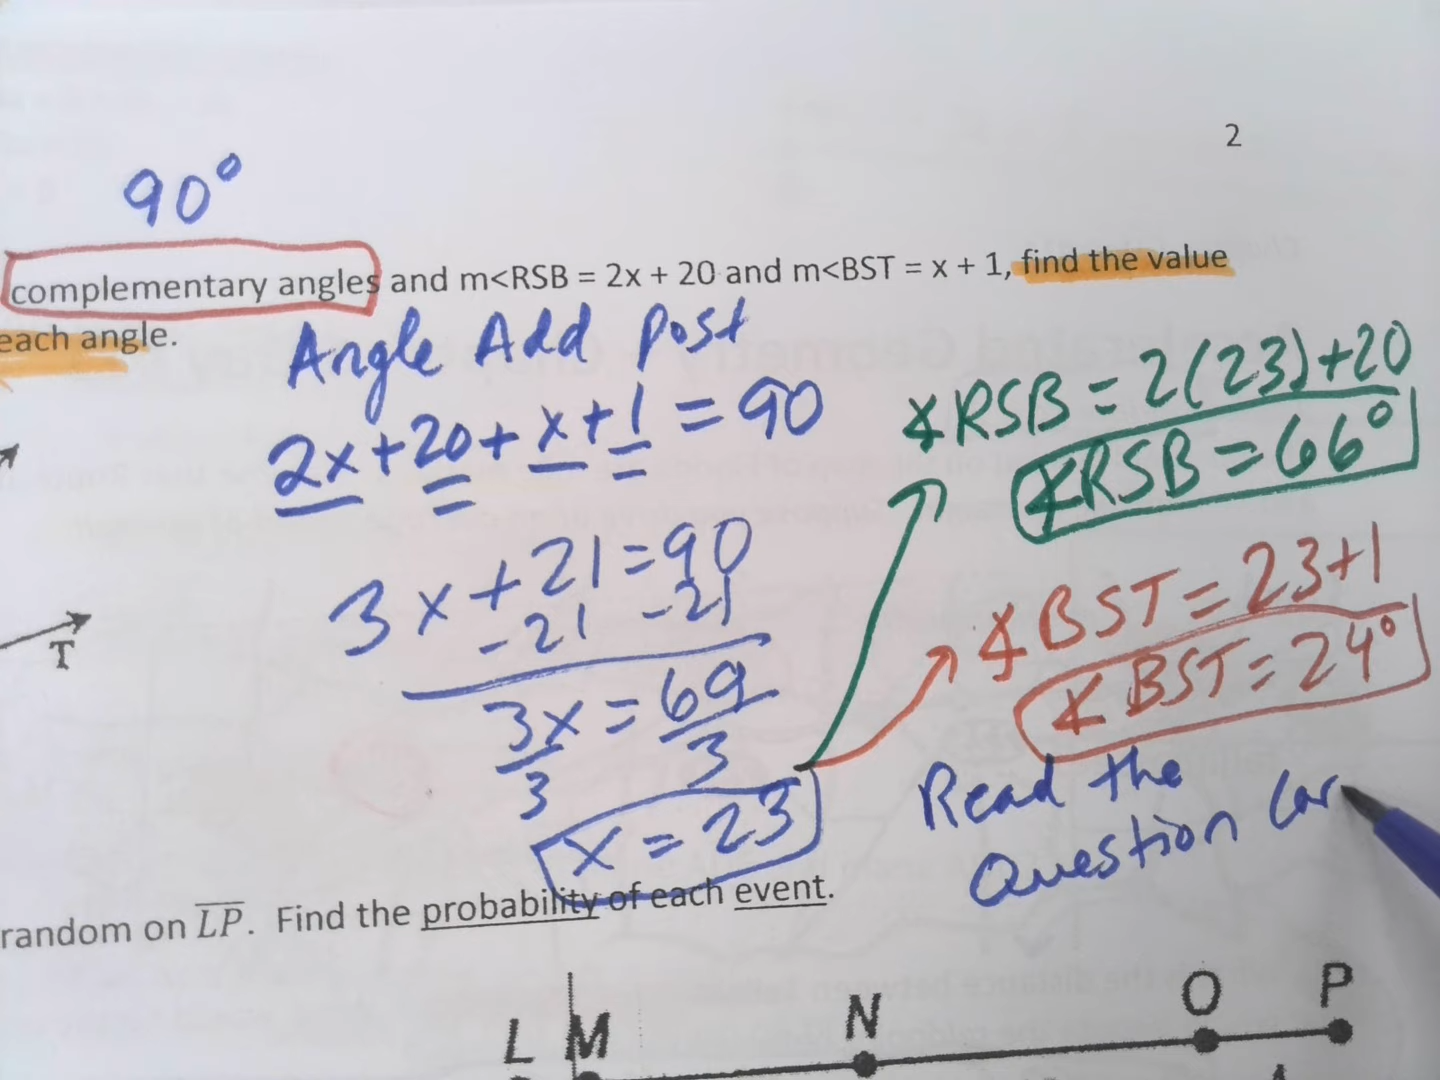 2
90°
complementary angles and m<RSB = 2x + 20 and m<BST = x + 1, find the value
each angle.
Angle Add Post
2x + 20 + x + 1 = 90
3x + 21 = 90
-21 -21
3x = 69
3 3
x = 23
∡RSB = 2(23)+20
∡RSB = 66°
∡BST = 23+1
∡BST = 24°
Read the
Question car
T
random on LP. Find the probability of each event.
L M N O P